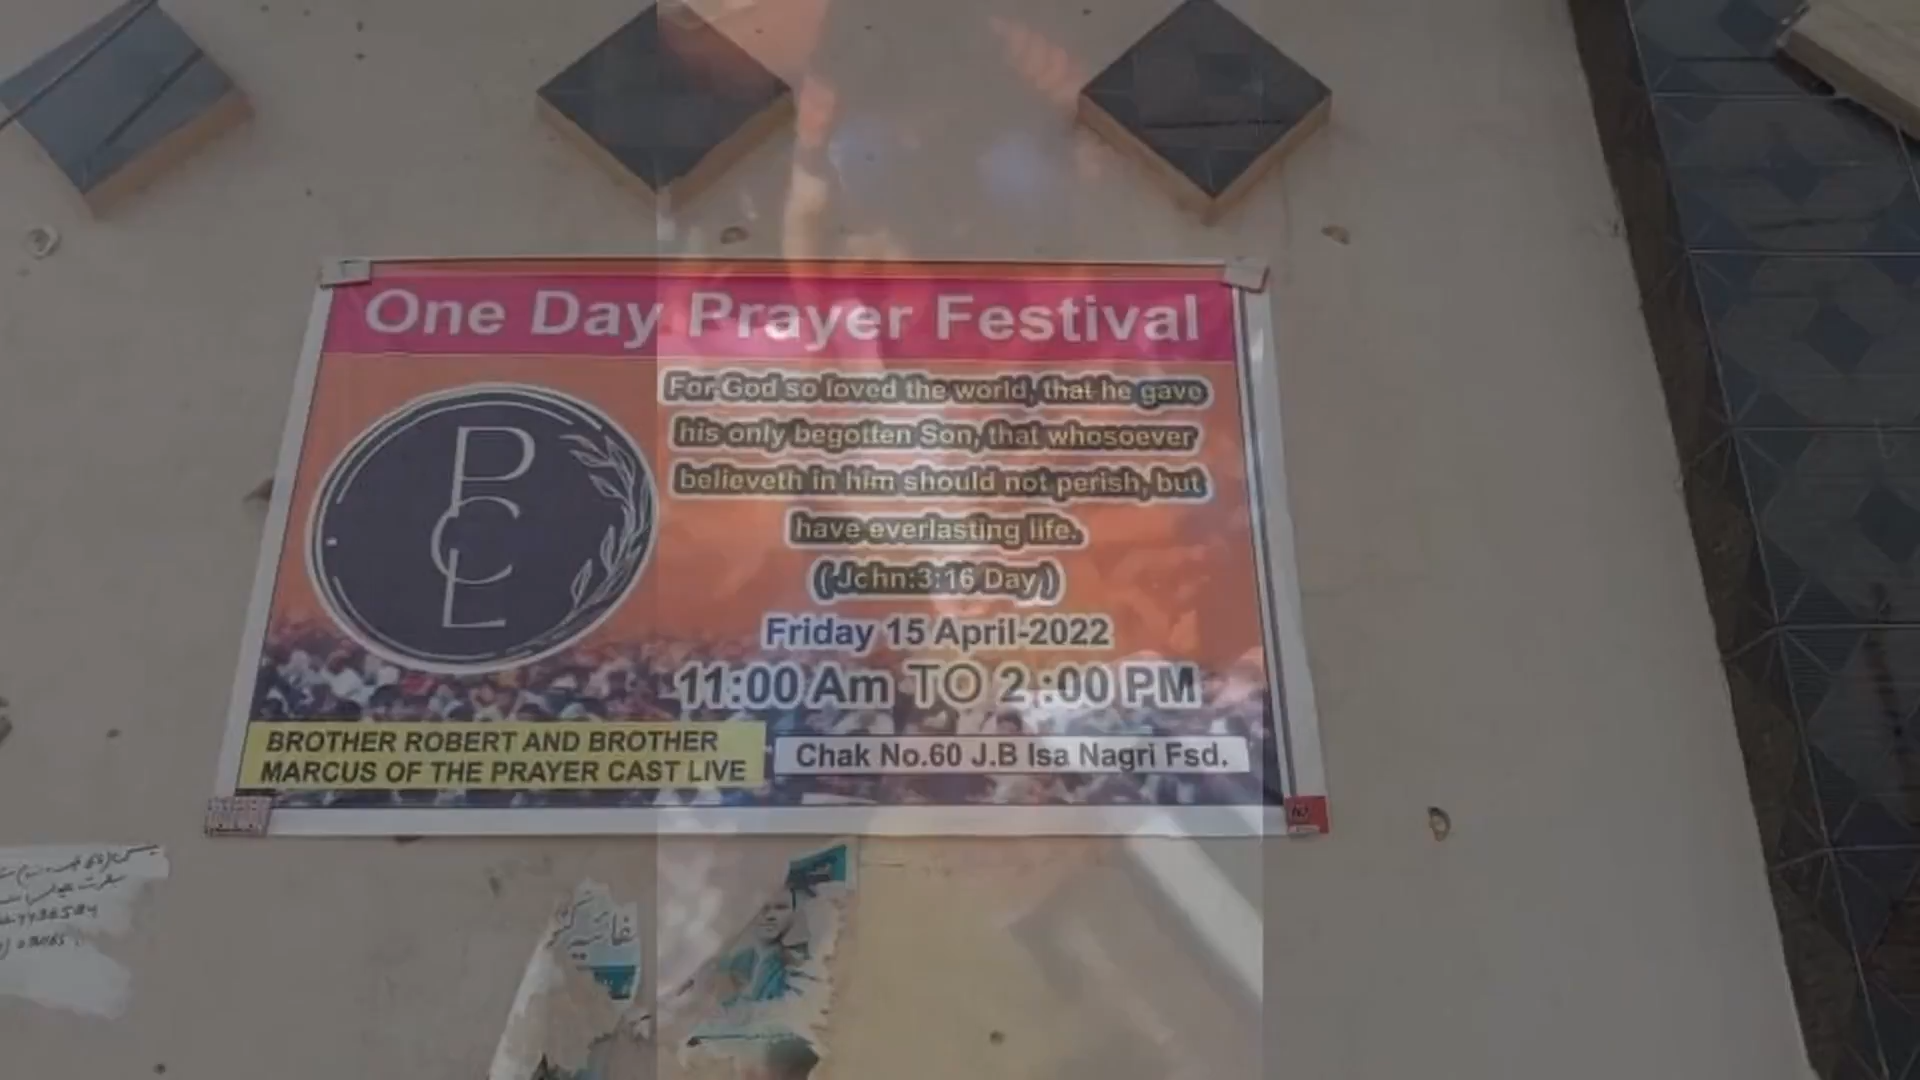 One Day Prayer Festival
For God so loved the world, that he gave
his only begotten Son, that whosoever
believeth in him should not perish, but
have everlasting life.
(John:3:16 Day)
Friday 15 April-2022
11:00 Am TO 2:00 PM
PCL
BROTHER ROBERT AND BROTHER
MARCUS OF THE PRAYER CAST LIVE
Chak No.60 J.B Isa Nagri Fsd.